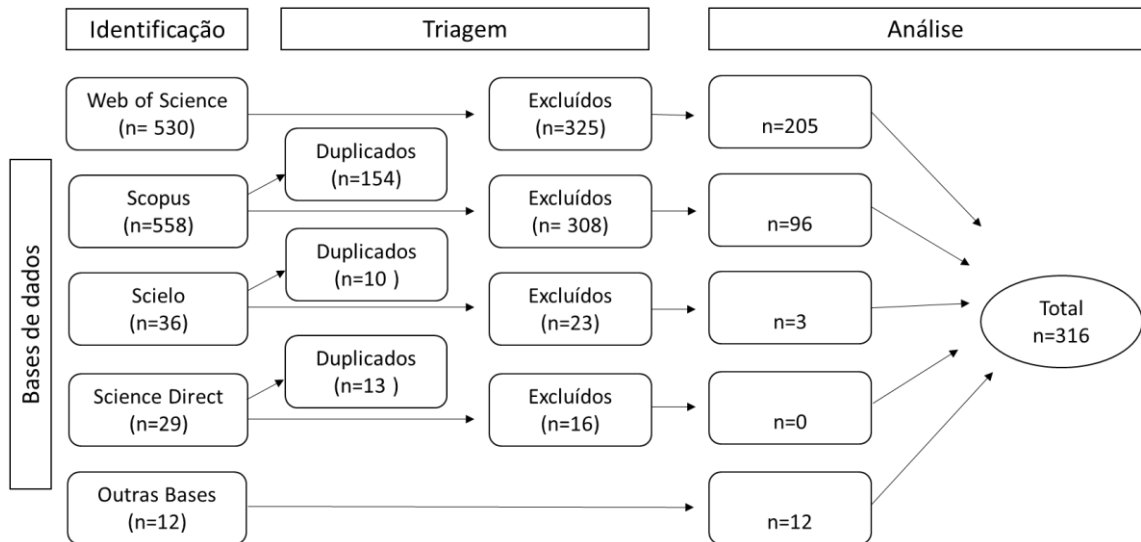 Identificação
Triagem
Análise
Bases de dados
Web of Science
(n= 530)
Excluídos
(n=325)
n=205
Duplicados
(n=154)
Scopus
(n=558)
Excluídos
(n= 308)
n=96
Duplicados
(n=10 )
Scielo
(n=36)
Excluídos
(n=23)
n=3
Total
n=316
Duplicados
(n=13 )
Science Direct
(n=29)
Excluídos
(n=16)
n=0
Outras Bases
(n=12)
n=12